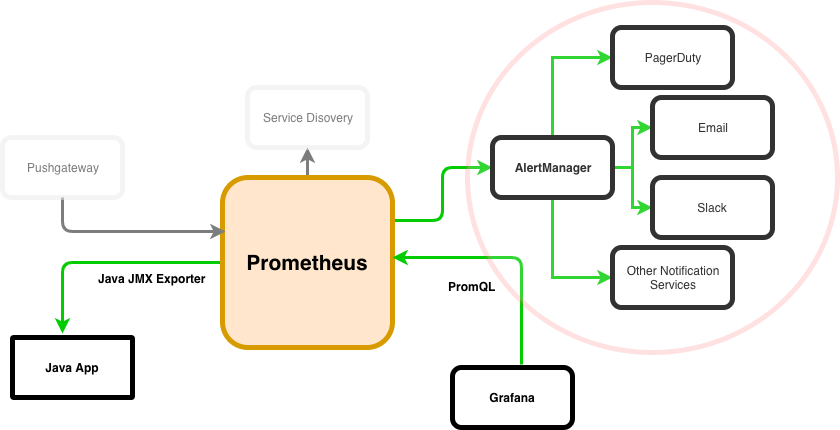 PagerDuty
Service Disovery
Email
Pushgateway
AlertManager
Slack
Prometheus
Java JMX Exporter
Other Notification
Services
PromQL
Java App
Grafana